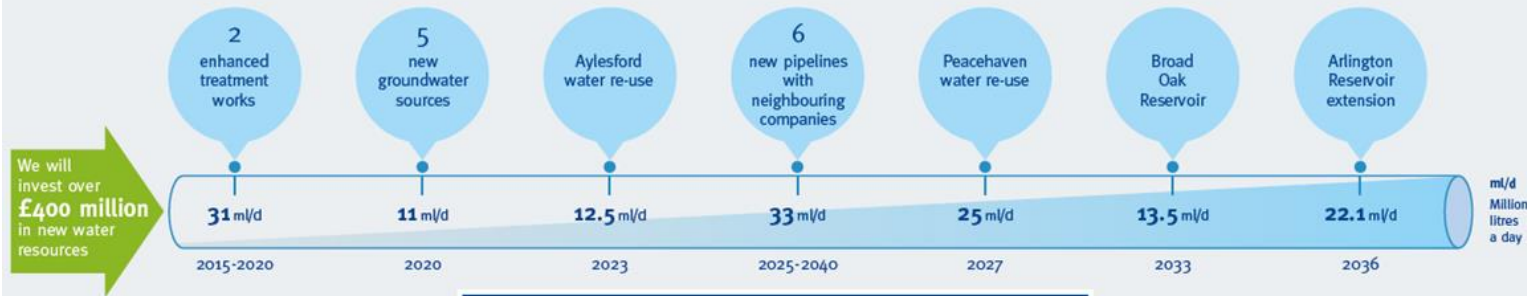 We will
invest over
£400 million
in new water
resources
2
enhanced
treatment
works
31 ml/d
2015-2020
5
new
groundwater
sources
11 ml/d
2020
Aylesford
water re-use
12.5 ml/d
2023
6
new pipelines
with
neighbouring
companies
33 ml/d
2025-2040
Peacehaven
water re-use
25 ml/d
2027
Broad
Oak
Reservoir
13.5 ml/d
2033
Arlington
Reservoir
extension
22.1 ml/d
2036
ml/d
Million
litres
a day